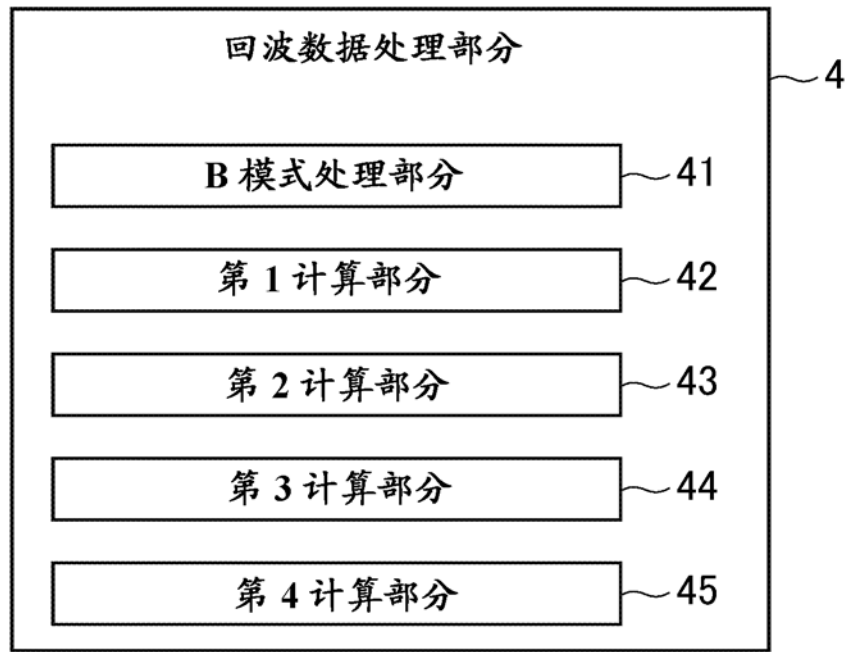 回波数据处理部分
4
B 模式处理部分 41
第 1 计算部分 42
第 2 计算部分 43
第 3 计算部分 44
第 4 计算部分 45